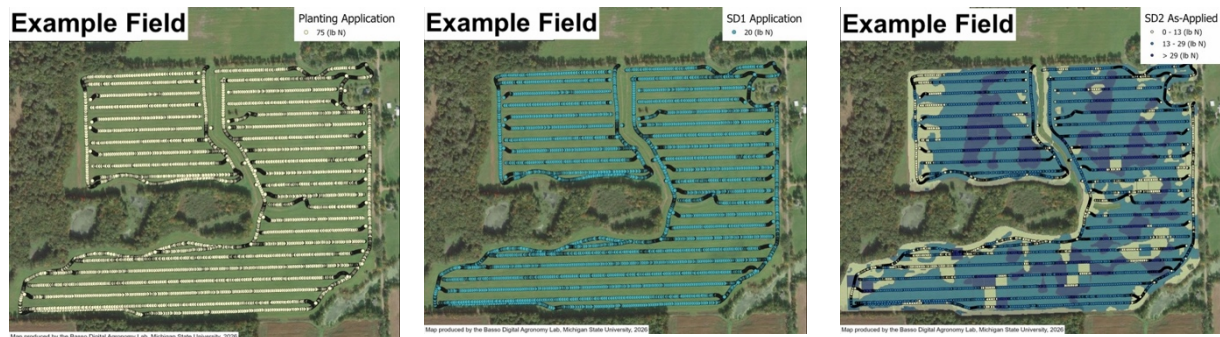 Example Field
Planting Application
75 (lb N)
Map produced by the Basso Digital Agronomy Lab, Michigan State University, 2026
Example Field
SD1 Application
20 (lb N)
Map produced by the Basso Digital Agronomy Lab, Michigan State University, 2026
Example Field
SD2 As-Applied
0 - 13 (lb N)
13 - 29 (lb N)
> 29 (lb N)
Map produced by the Basso Digital Agronomy Lab, Michigan State University, 2026